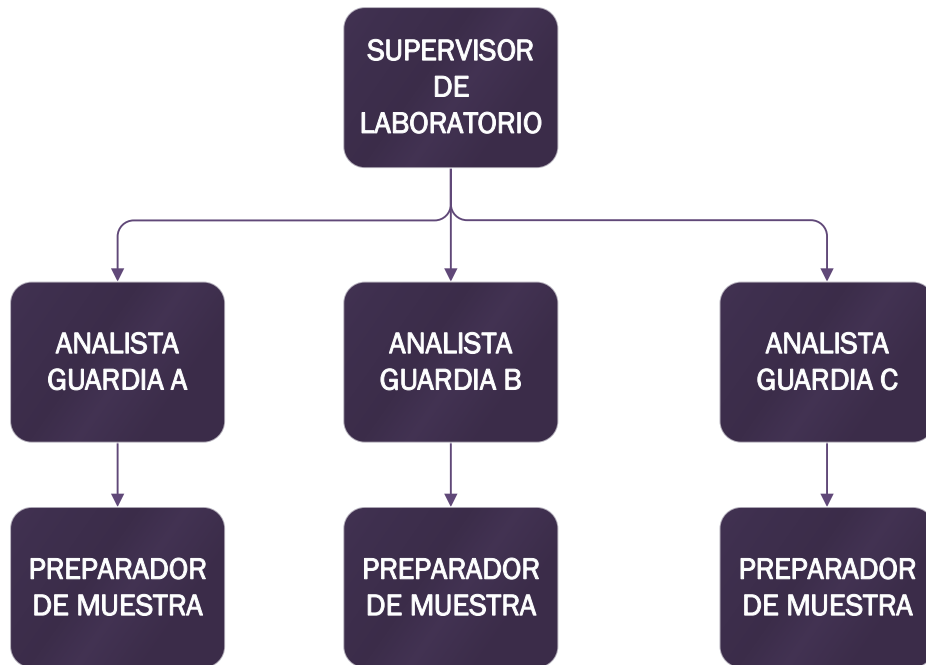 SUPERVISOR
DE
LABORATORIO
ANALISTA
GUARDIA A
ANALISTA
GUARDIA B
ANALISTA
GUARDIA C
PREPARADOR
DE MUESTRA
PREPARADOR
DE MUESTRA
PREPARADOR
DE MUESTRA